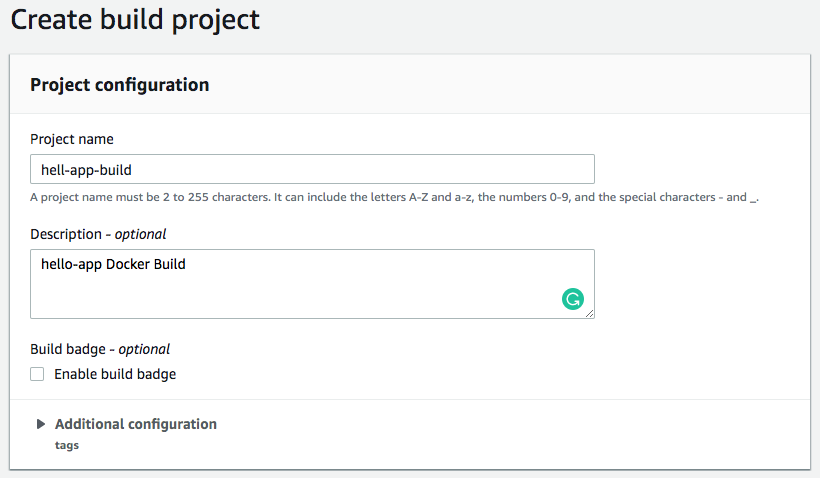 Create build project
Project configuration
Project name
hell-app-build
A project name must be 2 to 255 characters. It can include the letters A-Z and a-z, the numbers 0-9, and the special characters - and _.
Description - optional
hello-app Docker Build
Build badge - optional
Enable build badge
Additional configuration
tags